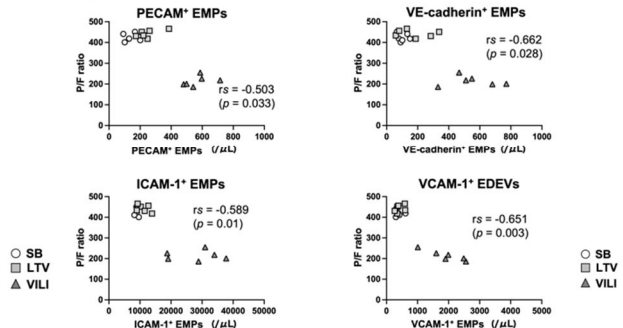 PECAM⁺ EMPs
P/F ratio
500
400
300
200
100
0
rs = -0.503
(p = 0.033)
0 200 400 600 800 1000
PECAM⁺ EMPs (/μL)
VE-cadherin⁺ EMPs
P/F ratio
500
400
300
200
100
0
rs = -0.662
(p = 0.028)
0 200 400 600 800 1000
VE-cadherin⁺ EMPs (/μL)
ICAM-1⁺ EMPs
P/F ratio
500
400
300
200
100
0
rs = -0.589
(p = 0.01)
0 10000 20000 30000 40000 50000
ICAM-1⁺ EMPs (/μL)
SB
LTV
VILI
VCAM-1⁺ EDEVs
P/F ratio
500
400
300
200
100
0
rs = -0.651
(p = 0.003)
0 1000 2000 3000 4000 5000
VCAM-1⁺ EMPs (/μL)
SB
LTV
VILI